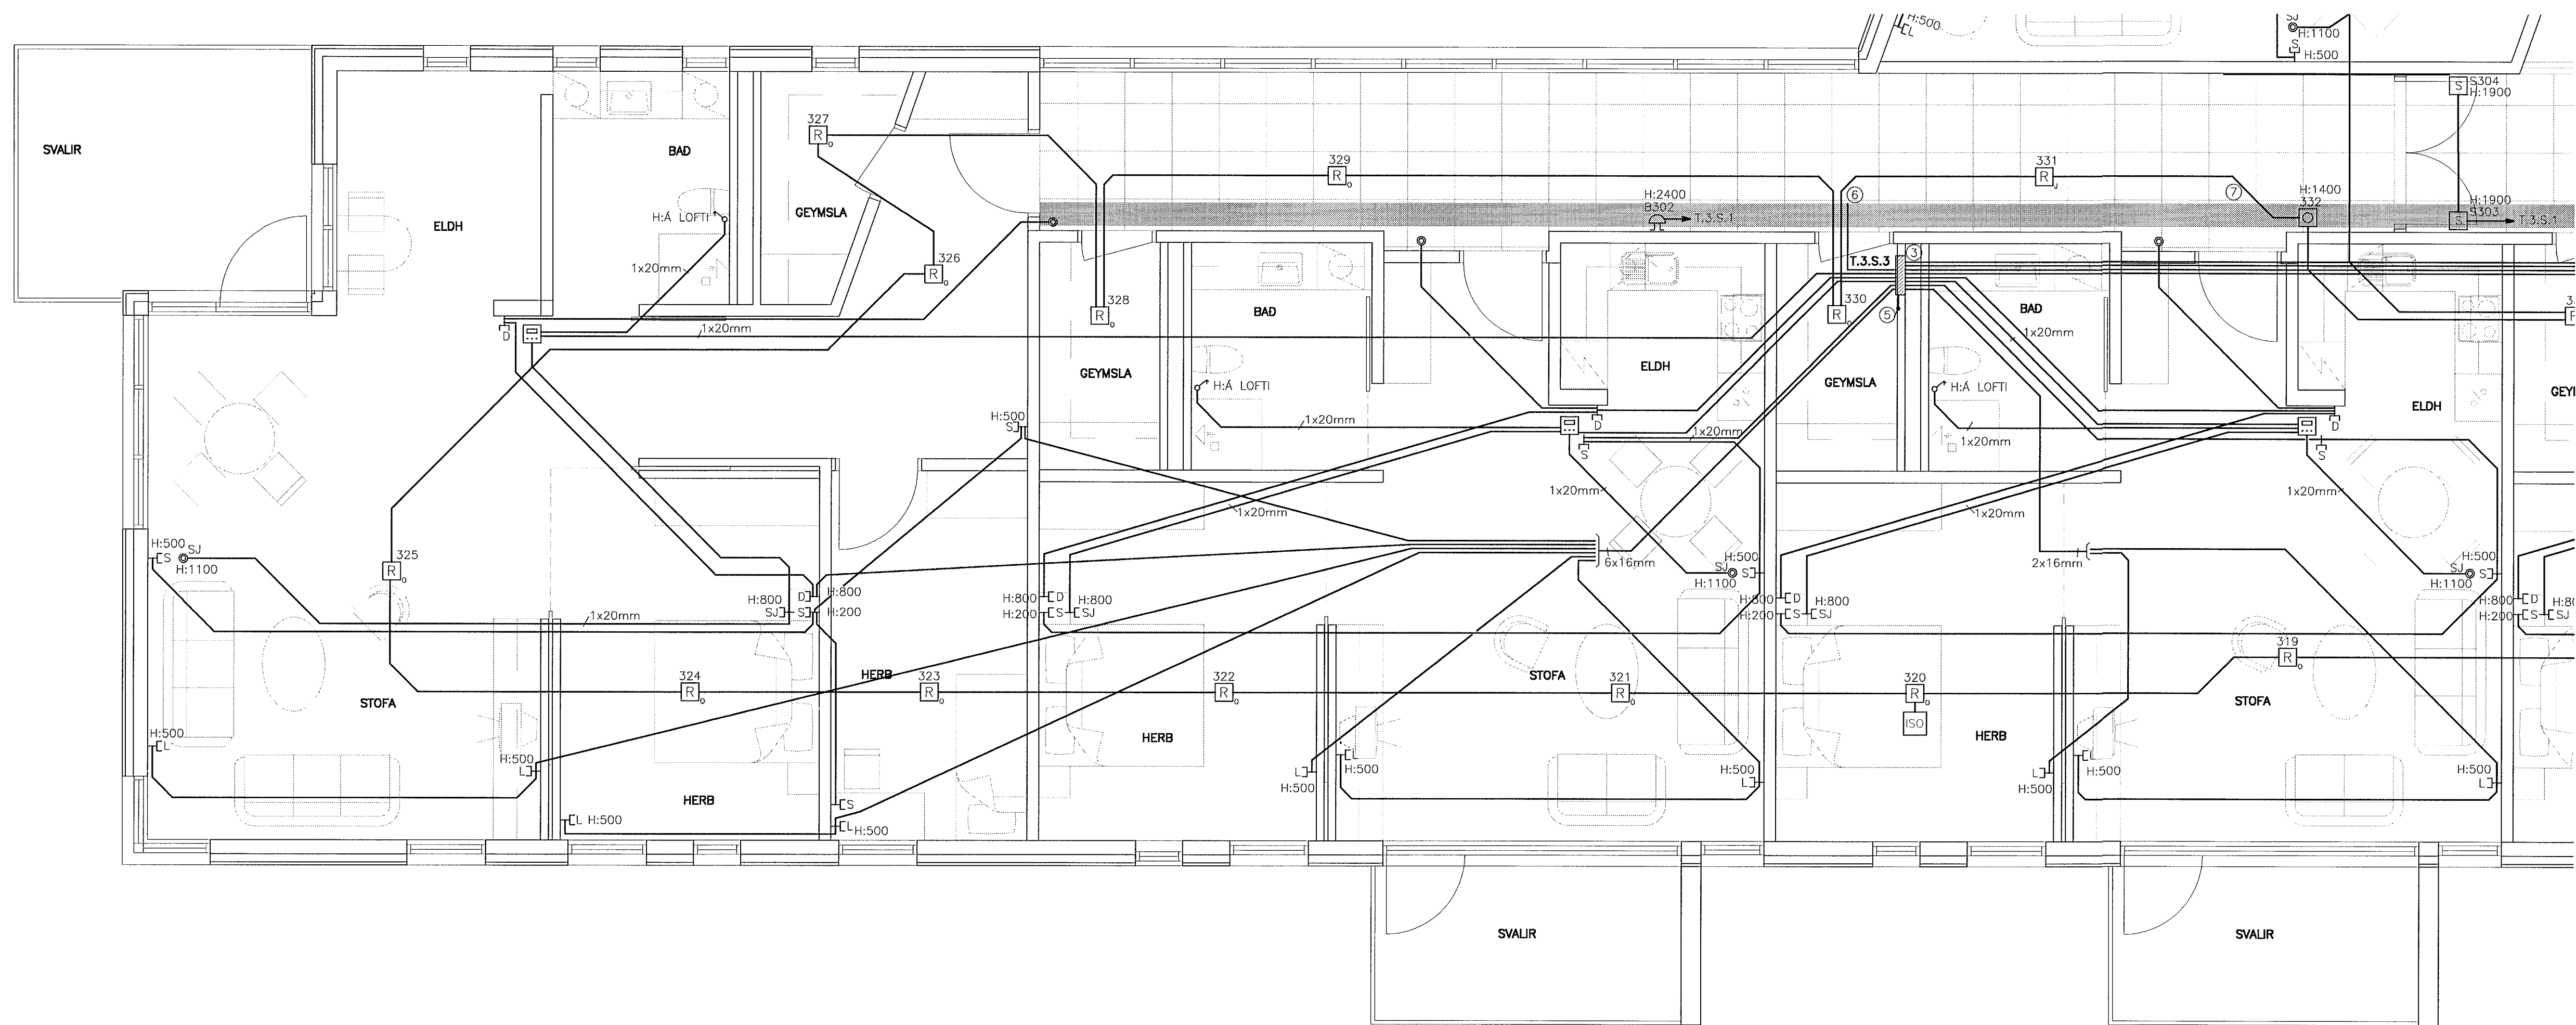 H:500
L
SJ
H:1100
S
H:500
S
S304
H:1900
SVALIR
BAD
327
R
O
329
R
O
331
R
J
7
6
H:2400
B302
T.3.S.1
H:1400
332
H:1900
S
S303
T.3.S.1
H:Á LOFTI
GEYMSLA
ELDH
1x20mm
326
R
O
T.3.S.3
3
328
R
O
330
R
O
5
BAD
BAD
R
D
1x20mm
1x20mm
GEYMSLA
ELDH
GEYMSLA
H:Á LOFTI
H:Á LOFTI
ELDH
H:500
S
1x20mm
D
S
1x20mm
1x20mm
D
S
1x20mm
1x20mm
1x20mm
1x20mm
H:500
S
SJ
H:1100
325
R
O
6x16mm
H:500
SJ
S
H:1100
2x16mm
H:500
SJ
S
H:1100
D
H:800
H:800
SJ
S
H:200
H:800
D
H:800
H:200
S
SJ
H:800
D
H:800
H:200
S
SJ
H:800
D
H:200
S
SJ
1x20mm
319
R
O
HERB
324
R
O
323
R
O
322
R
O
STOFA
321
R
O
320
R
O
ISO
STOFA
STOFA
HERB
HERB
H:500
L
H:500
L
L
H:500
L
H:500
H:500
L
L
H:500
L
H:500
H:500
L
HERB
S
L
H:500
L
H:500
SVALIR
SVALIR